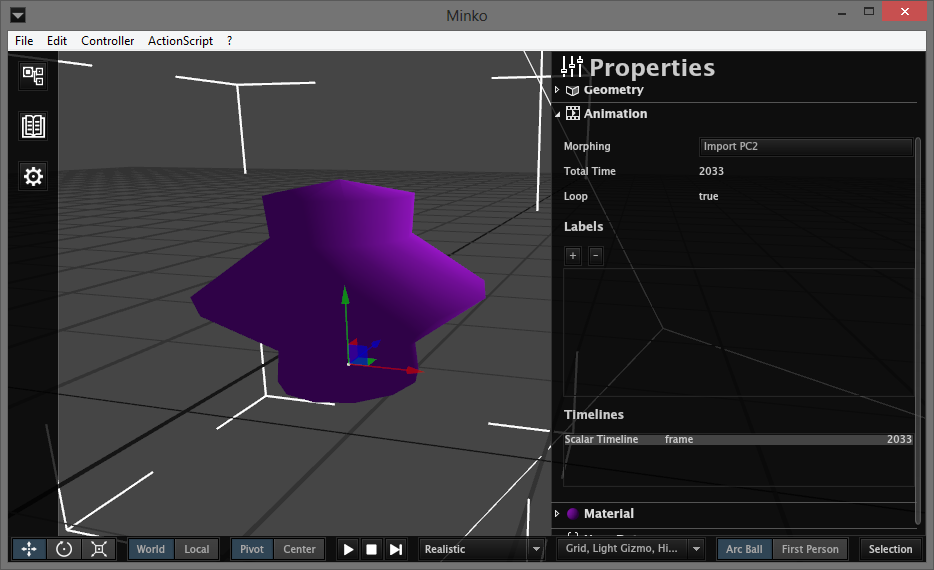 Minko
File Edit Controller ActionScript ?
Properties
Geometry
Animation
Morphing Import PC2
Total Time 2033
Loop true
Labels
+ -
Timelines
Scalar Timeline frame 2033
Material
World Local Pivot Center Realistic Grid, Light Gizmo, Hi... Arc Ball First Person Selection